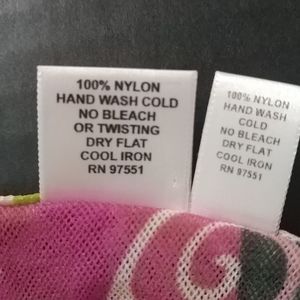 100% NYLON
HAND WASH COLD
NO BLEACH
OR TWISTING
DRY FLAT
COOL IRON
RN 97551
100% NYLON
HAND WASH
COLD
NO BLEACH
OR TWISTING
DRY FLAT
COOL IRON
RN 97551